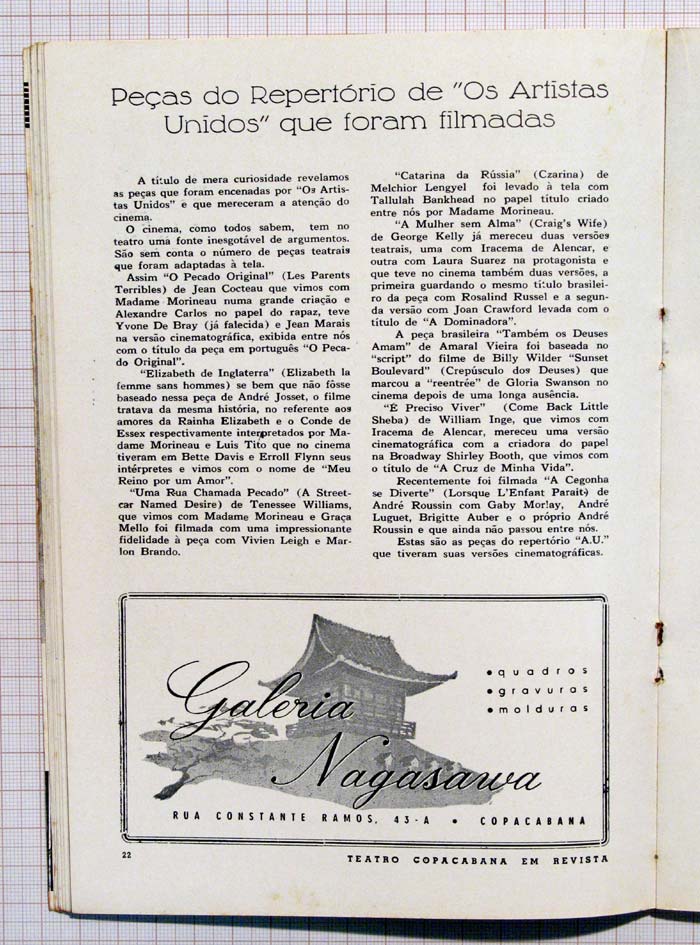 Peças do Repertório de "Os Artistas
Unidos" que foram filmadas
A título de mera curiosidade revelamos
as peças que foram encenadas por "Os Artis-
tas Unidos" e que mereceram a atenção do
cinema.
O cinema, como todos sabem, tem no
teatro uma fonte inesgotável de argumentos.
São sem conta o número de peças teatrais
que foram adaptadas à tela.
Assim "O Pecado Original" (Les Parents
Terribles) de Jean Cocteau que vimos com
Madame Morineau numa grande criação e
Alexandre Carlos no papel do rapaz, teve
Yvone De Bray (já falecida) e Jean Marais
na versão cinematográfica, exibida entre nós
com o título da peça em português "O Peca-
do Original".
"Elizabeth de Inglaterra" (Elizabeth la
femme sans hommes) se bem que não fôsse
baseado nessa peça de André Josset, o filme
tratava da mesma história, no referente aos
amores da Rainha Elizabeth e o Conde de
Essex respectivamente interpretados por Ma-
dame Morineau e Luis Tito que no cinema
tiveram em Bette Davis e Erroll Flynn seus
intérpretes e vimos com o nome de "Meu
Reino por um Amor".
"Uma Rua Chamada Pecado" (A Street-
car Named Desire) de Tenessee Williams,
que vimos com Madame Morineau e Graça
Mello foi filmada com uma impressionante
fidelidade à peça com Vivien Leigh e Mar-
lon Brando.
"Catarina da Rússia" (Czarina) de
Melchior Lengyel foi levado à tela com
Tallulah Bankhead no papel título criado
entre nós por Madame Morineau.
"A Mulher sem Alma" (Craig's Wife)
de George Kelly já mereceu duas versões
teatrais, uma com Iracema de Alencar, e
outra com Laura Suarez na protagonista e
que teve no cinema também duas versões, a
primeira guardando o mesmo título brasilei-
ro da peça com Rosalind Russel e a segun-
da versão com Joan Crawford levada com o
título de "A Dominadora".
A peça brasileira "Também os Deuses
Amam" de Amaral Vieira foi baseada no
"script" do filme de Billy Wilder "Sunset
Boulevard" (Crepúsculo dos Deuses) que
marcou a "reentrée" de Gloria Swanson no
cinema depois de uma longa ausência.
"É Preciso Viver" (Come Back Little
Sheba) de William Inge, que vimos com
Iracema de Alencar, mereceu uma versão
cinematográfica com a criadora do papel
na Broadway Shirley Booth, que vimos com
o título de "A Cruz de Minha Vida".
Recentemente foi filmada "A Cegonha
se Diverte" (Lorsque L'Enfant Parait) de
André Roussin com Gaby Morlay, André
Luguet, Brigitte Auber e o próprio André
Roussin e que ainda não passou entre nós.
Estas são as peças do repertório "A.U."
que tiveram suas versões cinematográficas.
Galeria
Nagasawa
• quadros
• gravuras
• molduras
RUA CONSTANTE RAMOS, 43-A • COPACABANA
22
TEATRO COPACABANA EM REVISTA